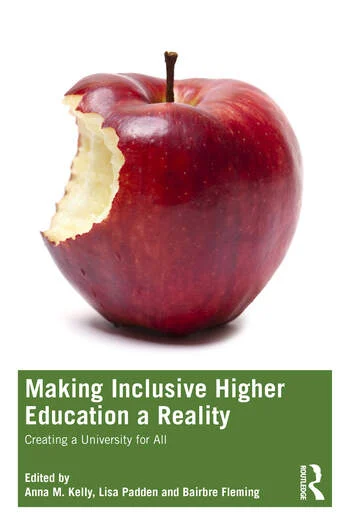 Making Inclusive Higher
Education a Reality
Creating a University for All
Edited by
Anna M. Kelly, Lisa Padden and Bairbre Fleming
ROUTLEDGE